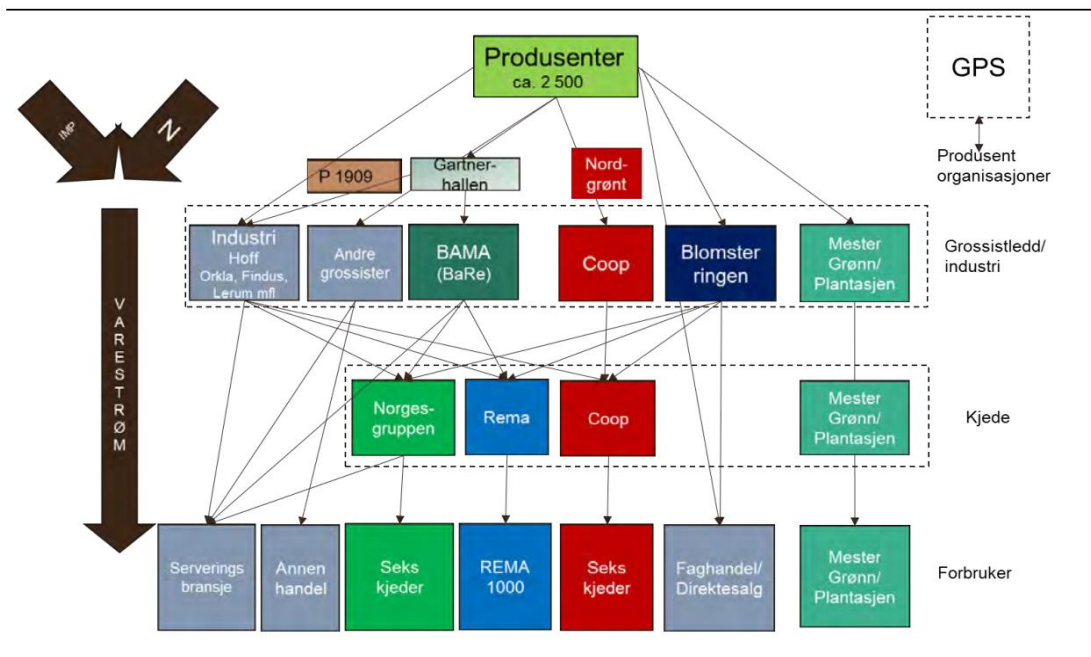 Produsenter
ca. 2 500
GPS
IMP
N
Produsent
organisasjoner
P 1909
Gartner-
hallen
Nord-
grønt
Industri
Hoff
Orkla, Findus,
Lerum mfl
Andre
grossister
BAMA
(BaRe)
Coop
Blomster
ringen
Mester
Grønn/
Plantasjen
Grossistledd/
industri
VARESTRØM
Norges-
gruppen
Rema
Coop
Mester
Grønn/
Plantasjen
Kjede
Serverings
bransje
Annen
handel
Seks
kjeder
REMA
1000
Seks
kjeder
Faghandel/
Direktesalg
Mester
Grønn/
Plantasjen
Forbruker